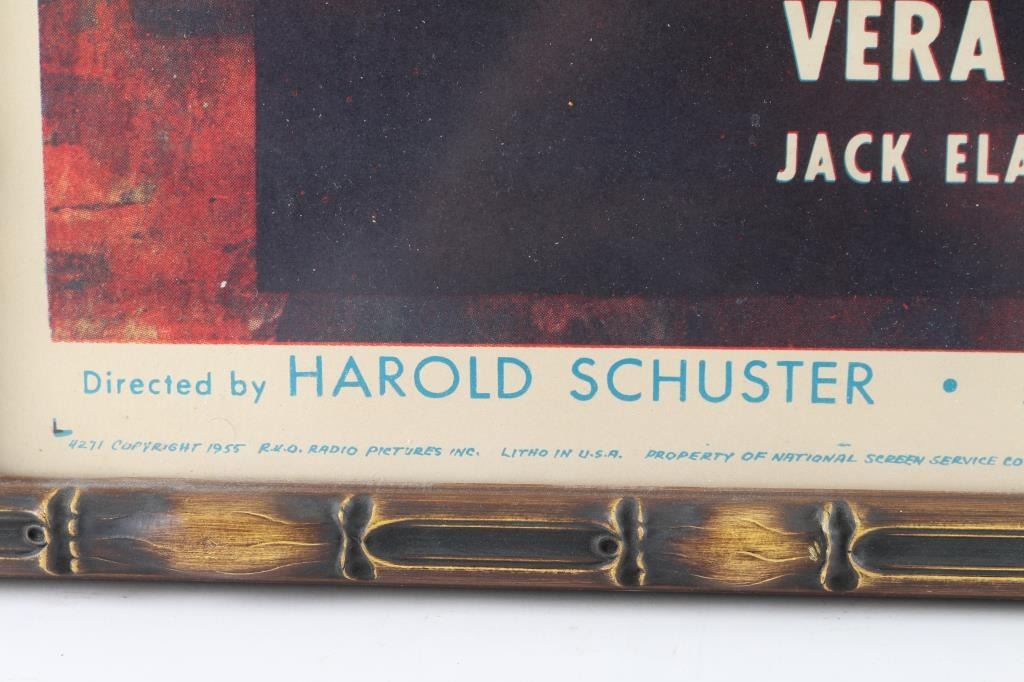 VERA
JACK ELA
Directed by HAROLD SCHUSTER •
4271 COPYRIGHT 1955 R.K.O. RADIO PICTURES INC. LITHO IN U.S.A. PROPERTY OF NATIONAL SCREEN SERVICE CO